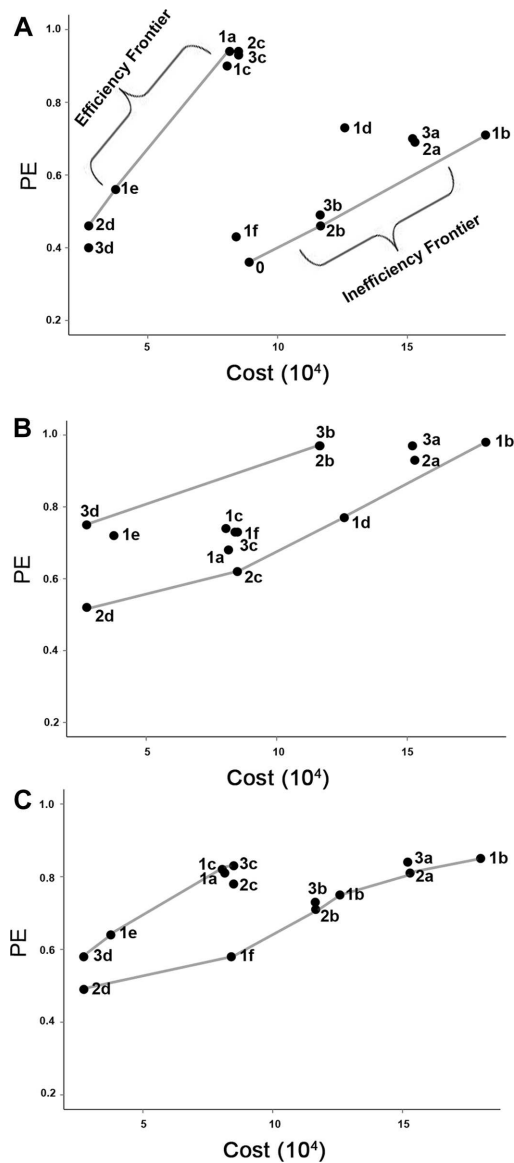 A
Efficiency Frontier
1.0
0.8
0.6
0.4
0.2
PE
1a
2c
3c
1c
1d
3a
2a
1b
1e
2d
3d
3b
2b
1f
0
Inefficiency Frontier
5
10
15
Cost (10⁴)
B
1.0
0.8
0.6
0.4
0.2
PE
3b
2b
3a
2a
1b
3d
1e
1c
1f
3c
1a
2c
1d
2d
5
10
15
Cost (10⁴)
C
1.0
0.8
0.6
0.4
0.2
PE
1c
3c
1a
2c
3a
2a
1b
3b
1b
2b
1e
3d
1f
2d
5
10
15
Cost (10⁴)